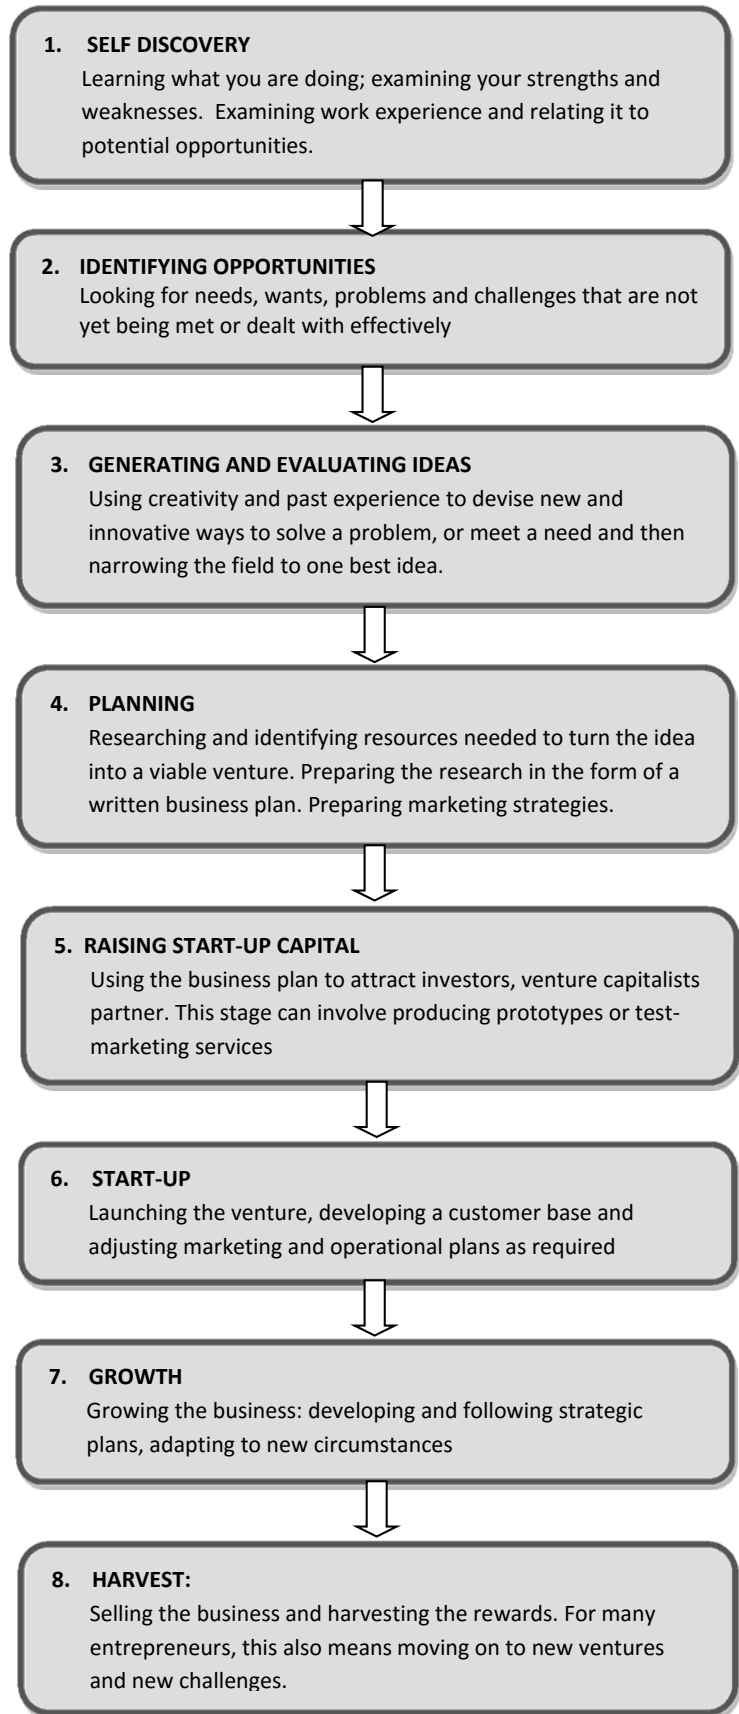 1. SELF DISCOVERY
Learning what you are doing; examining your strengths and
weaknesses. Examining work experience and relating it to
potential opportunities.
2. IDENTIFYING OPPORTUNITIES
Looking for needs, wants, problems and challenges that are not
yet being met or dealt with effectively
3. GENERATING AND EVALUATING IDEAS
Using creativity and past experience to devise new and
innovative ways to solve a problem, or meet a need and then
narrowing the field to one best idea.
4. PLANNING
Researching and identifying resources needed to turn the idea
into a viable venture. Preparing the research in the form of a
written business plan. Preparing marketing strategies.
5. RAISING START-UP CAPITAL
Using the business plan to attract investors, venture capitalists
partner. This stage can involve producing prototypes or test-
marketing services
6. START-UP
Launching the venture, developing a customer base and
adjusting marketing and operational plans as required
7. GROWTH
Growing the business: developing and following strategic
plans, adapting to new circumstances
8. HARVEST:
Selling the business and harvesting the rewards. For many
entrepreneurs, this also means moving on to new ventures
and new challenges.